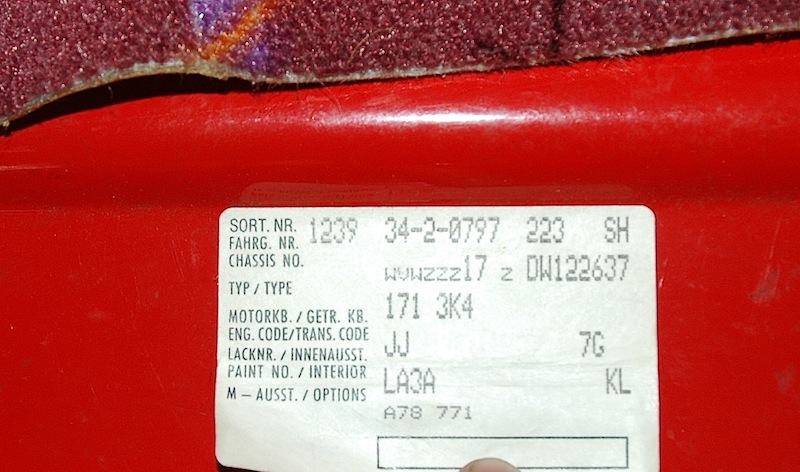 SORT. NR. 1239 34-2-0797 223 SH
FAHRG. NR.
CHASSIS NO. WVWZZZ17 Z DW122637
TYP / TYPE 171 3K4
MOTORKB. / GETR. KB.
ENG. CODE/TRANS. CODE JJ 7G
LACKNR. / INNENAUSST.
PAINT NO. / INTERIOR LA3A KL
M – AUSST. / OPTIONS A78 771